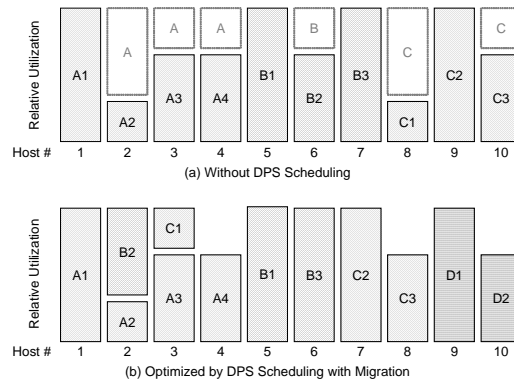 A A A B C C
A1 A2 A3 A4 B1 B2 B3 C1 C2 C3
Relative Utilization
Host # 1 2 3 4 5 6 7 8 9 10
(a) Without DPS Scheduling
A1 B2 A2 C1 A3 A4 B1 B3 C2 C3 D1 D2
Relative Utilization
Host # 1 2 3 4 5 6 7 8 9 10
(b) Optimized by DPS Scheduling with Migration